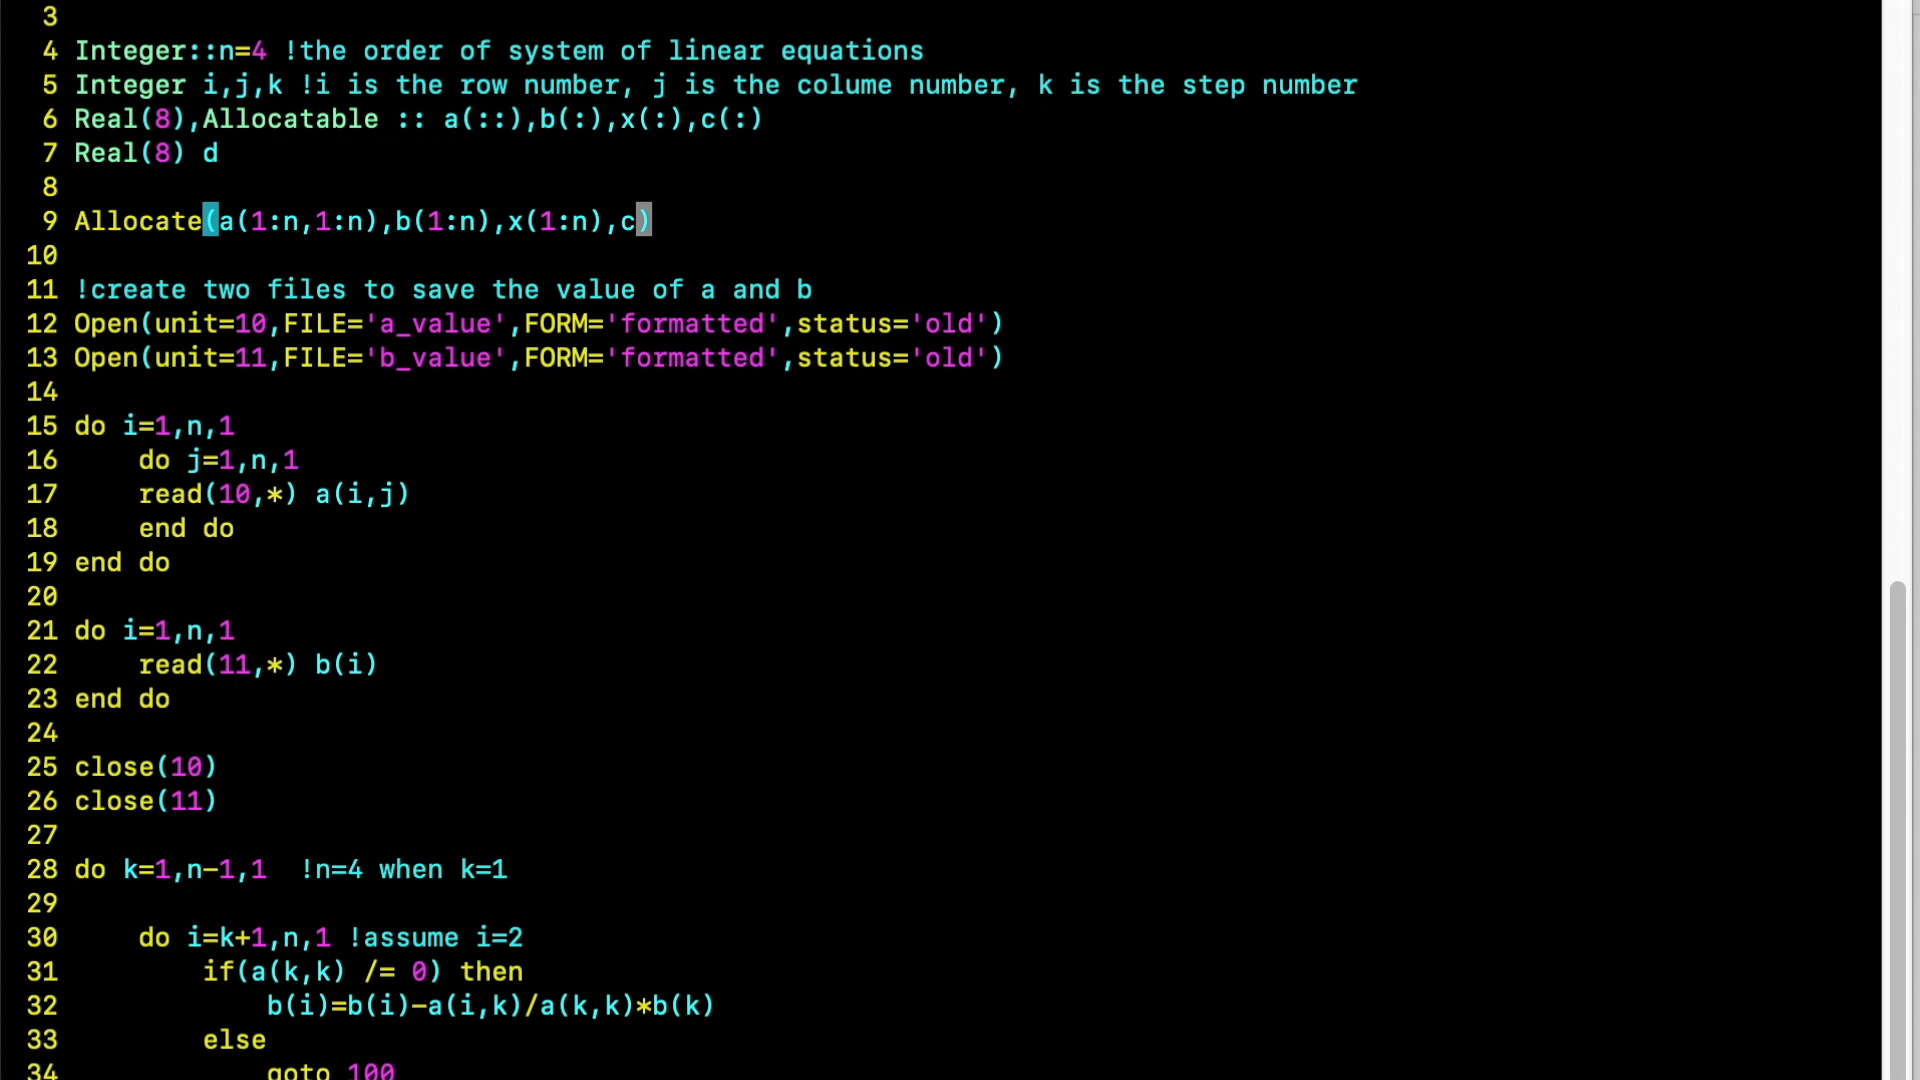 3
4 Integer::n=4 !the order of system of linear equations
5 Integer i,j,k !i is the row number, j is the colume number, k is the step number
6 Real(8),Allocatable :: a(::),b(:),x(:),c(:)
7 Real(8) d
8
9 Allocate(a(1:n,1:n),b(1:n),x(1:n),c)
10
11 !create two files to save the value of a and b
12 Open(unit=10,FILE='a_value',FORM='formatted',status='old')
13 Open(unit=11,FILE='b_value',FORM='formatted',status='old')
14
15 do i=1,n,1
16     do j=1,n,1
17     read(10,*) a(i,j)
18     end do
19 end do
20
21 do i=1,n,1
22     read(11,*) b(i)
23 end do
24
25 close(10)
26 close(11)
27
28 do k=1,n-1,1  !n=4 when k=1
29
30     do i=k+1,n,1 !assume i=2
31         if(a(k,k) /= 0) then
32             b(i)=b(i)-a(i,k)/a(k,k)*b(k)
33         else
34             goto 100